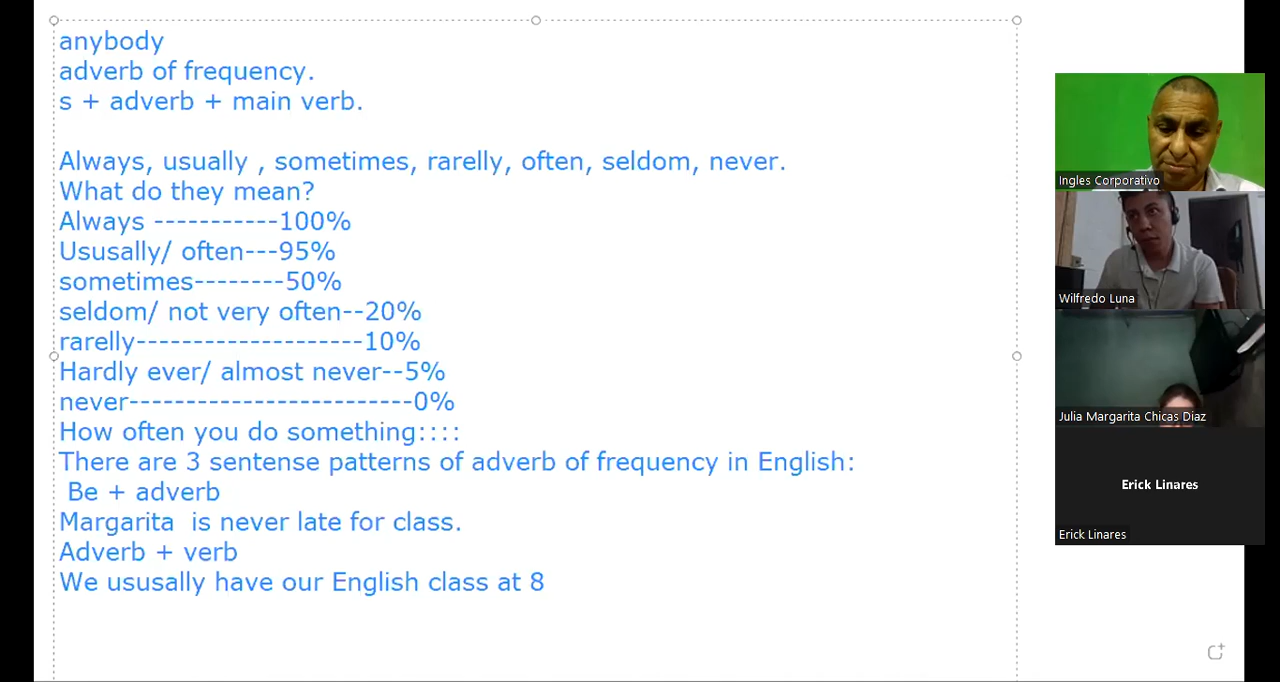 anybody
adverb of frequency.
s + adverb + main verb.
Always, usually , sometimes, rarelly, often, seldom, never.
What do they mean?
Always -----------100%
Ususally/ often---95%
sometimes--------50%
seldom/ not very often--20%
rarelly-------------------10%
Hardly ever/ almost never--5%
never-------------------------0%
How often you do something::::
There are 3 sentense patterns of adverb of frequency in English:
Be + adverb
Margarita  is never late for class.
Adverb + verb
We ususally have our English class at 8
Ingles Corporativo
Wilfredo Luna
Julia Margarita Chicas Diaz
Erick Linares
Erick Linares